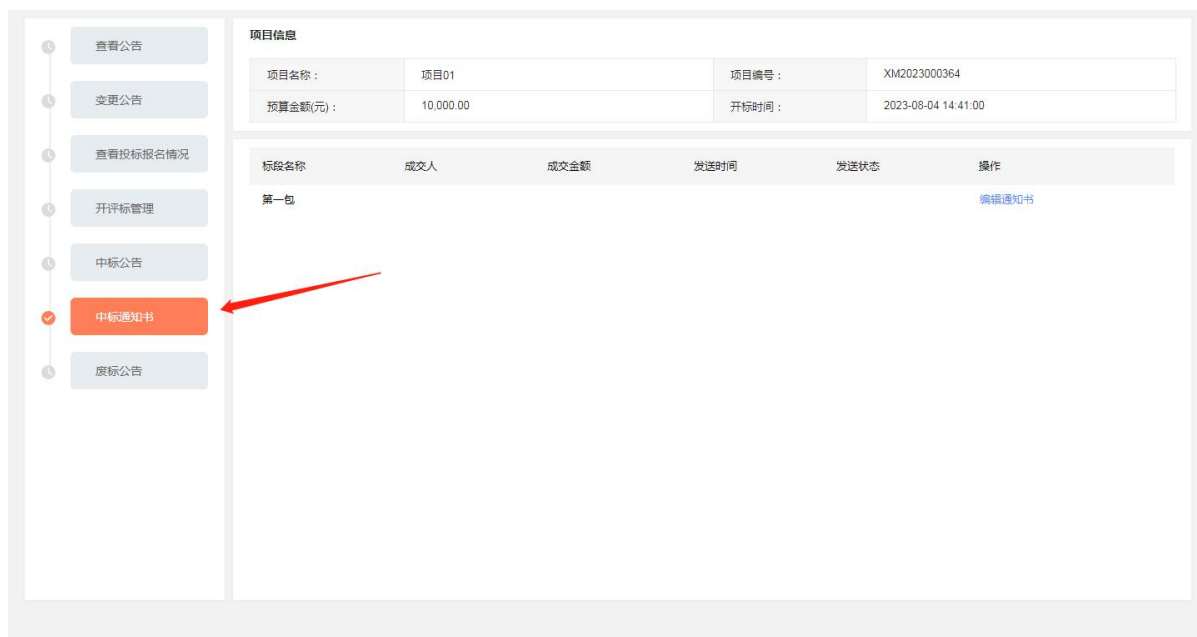 查看公告
变更公告
查看投标报名情况
开评标管理
中标公告
中标通知书
废标公告
项目信息
项目名称： 项目01 项目编号： XM2023000364
预算金额(元)： 10,000.00 开标时间： 2023-08-04 14:41:00
标段名称 成交人 成交金额 发送时间 发送状态 操作
第一包 编辑通知书